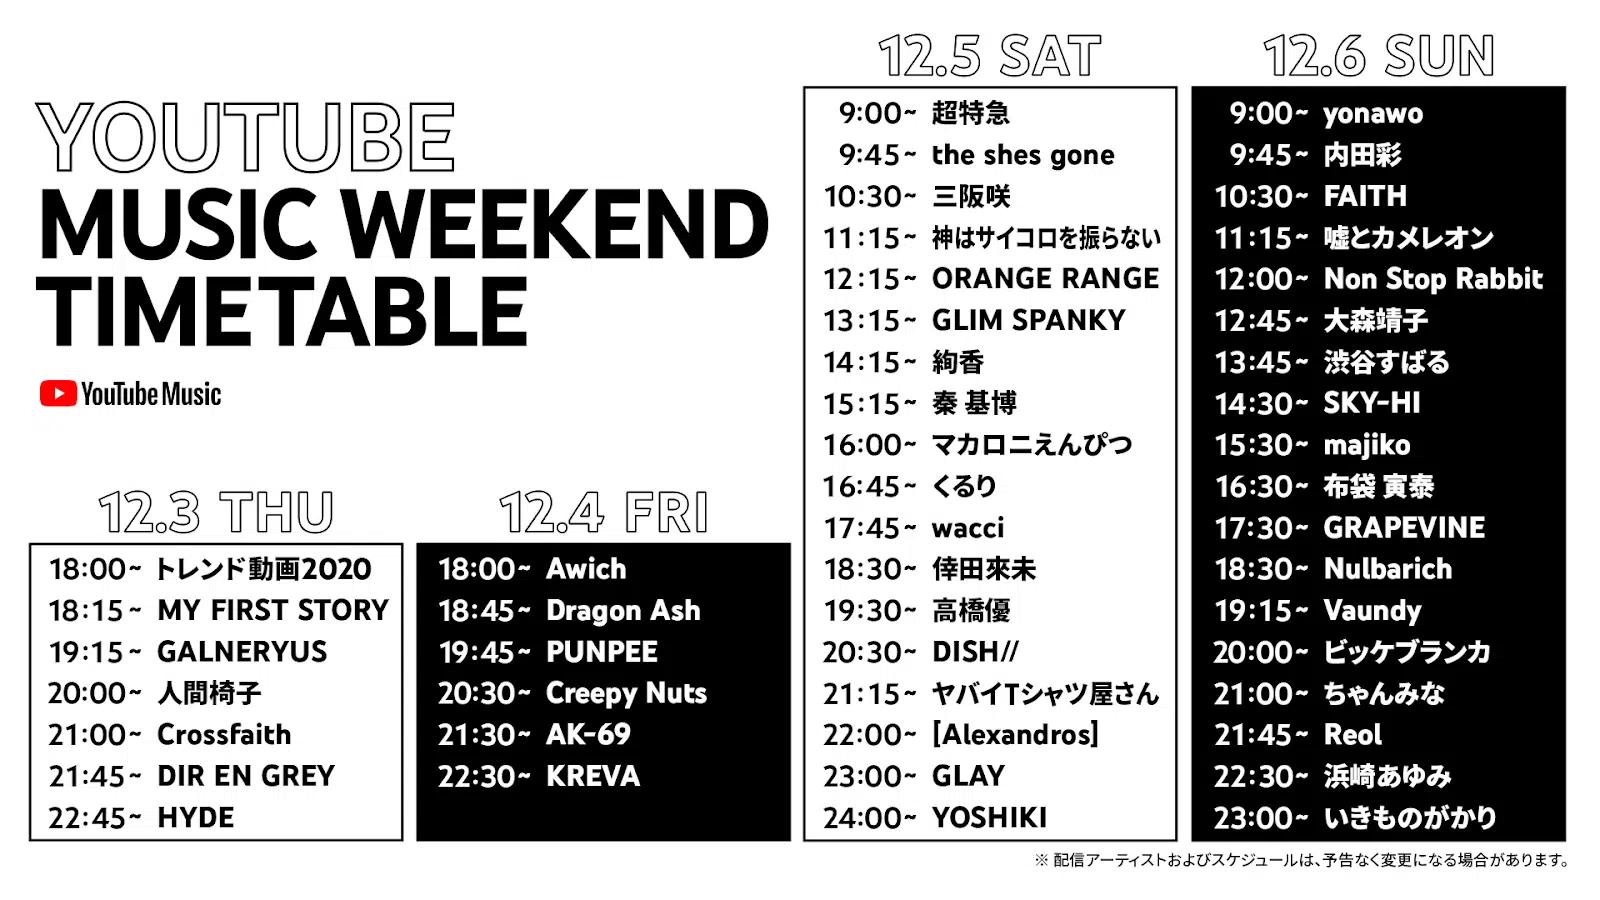 YOUTUBE
MUSIC WEEKEND
TIMETABLE
YouTube Music
12.3 THU
18:00~ トレンド動画2020
18:15~ MY FIRST STORY
19:15~ GALNERYUS
20:00~ 人間椅子
21:00~ Crossfaith
21:45~ DIR EN GREY
22:45~ HYDE
12.4 FRI
18:00~ Awich
18:45~ Dragon Ash
19:45~ PUNPEE
20:30~ Creepy Nuts
21:30~ AK-69
22:30~ KREVA
12.5 SAT
9:00~ 超特急
9:45~ the shes gone
10:30~ 三阪咲
11:15~ 神はサイコロを振らない
12:15~ ORANGE RANGE
13:15~ GLIM SPANKY
14:15~ 絢香
15:15~ 秦 基博
16:00~ マカロニえんぴつ
16:45~ くるり
17:45~ wacci
18:30~ 倖田來未
19:30~ 高橋優
20:30~ DISH//
21:15~ ヤバイTシャツ屋さん
22:00~ [Alexandros]
23:00~ GLAY
24:00~ YOSHIKI
12.6 SUN
9:00~ yonawo
9:45~ 内田彩
10:30~ FAITH
11:15~ 嘘とカメレオン
12:00~ Non Stop Rabbit
12:45~ 大森靖子
13:45~ 渋谷すばる
14:30~ SKY-HI
15:30~ majiko
16:30~ 布袋 寅泰
17:30~ GRAPEVINE
18:30~ Nulbarich
19:15~ Vaundy
20:00~ ビッケブランカ
21:00~ ちゃんみな
21:45~ Reol
22:30~ 浜崎あゆみ
23:00~ いきものがかり
※ 配信アーティストおよびスケジュールは、予告なく変更になる場合があります。